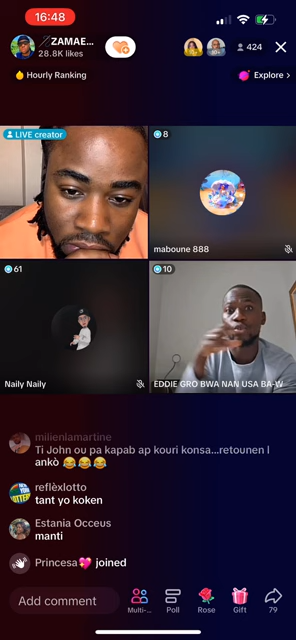 16:48
ZAMAE...
28.8K likes
30+
424
Hourly Ranking
Explore >
LIVE creator
8
maboune 888
61
Naily Naily
10
EDDIE GRO BWA NAN USA BA-W
milienlamartine
Ti John ou pa kapab ap kouri konsa...retounen l
ankò 😂😂😂
reflèxlotto
tant yo koken
Estania Occeus
manti
Princesa💖 joined
Add comment
Multi-...
Poll
Rose
Gift
79